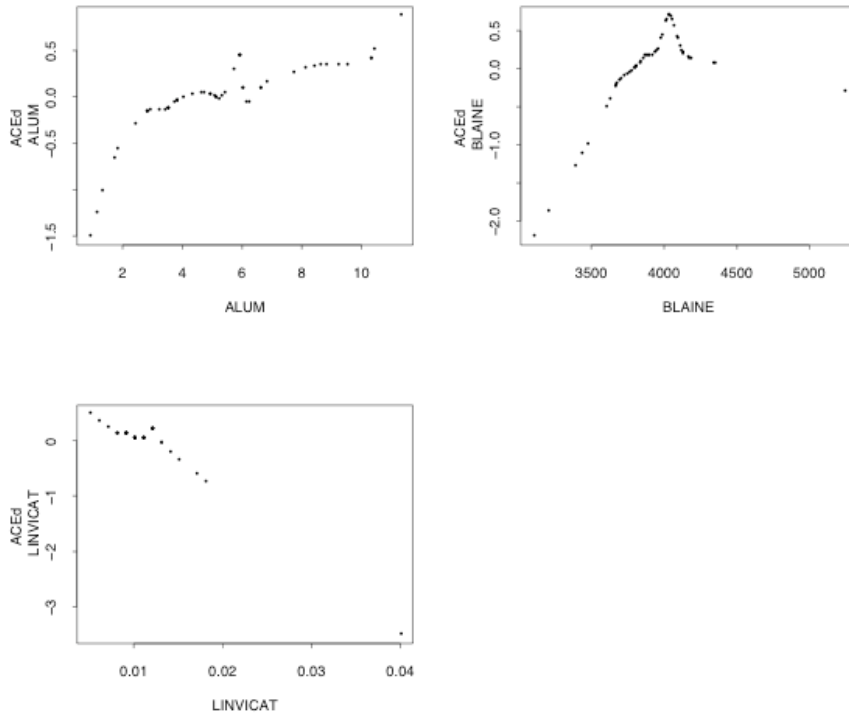 0.5
0.0
−0.5
−1.5
ACEd
ALUM
2 4 6 8 10
ALUM
0.5
0.0
−1.0
−2.0
ACEd
BLAINE
3500 4000 4500 5000
BLAINE
0
−1
−2
−3
ACEd
LINVICAT
0.01 0.02 0.03 0.04
LINVICAT